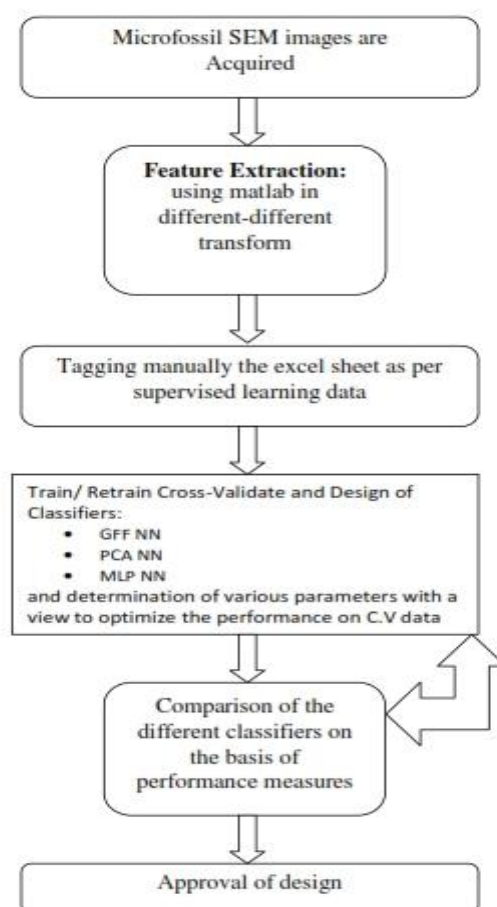 Microfossil SEM images are
Acquired
Feature Extraction:
using matlab in
different-different
transform
Tagging manually the excel sheet as per
supervised learning data
Train/ Retrain Cross-Validate and Design of
Classifiers:
• GFF NN
• PCA NN
• MLP NN
and determination of various parameters with a
view to optimize the performance on C.V data
Comparison of the
different classifiers on
the basis of
performance measures
Approval of design